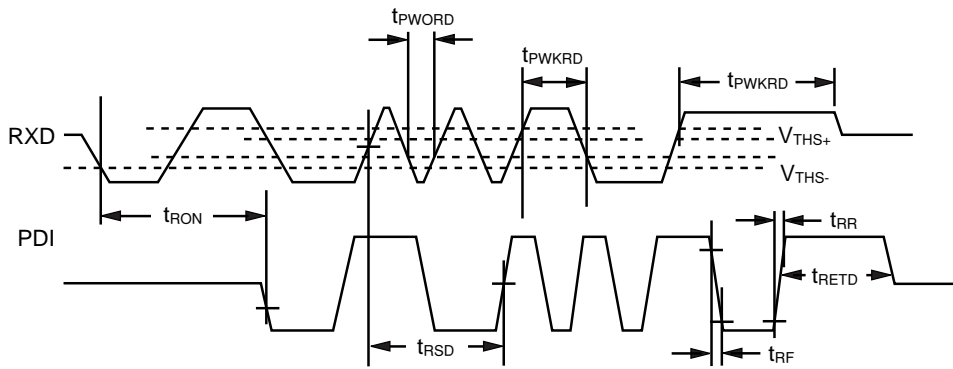 tPWORD
tPWKRD
tPWKRD
RXD
VTHS+
VTHS-
tRON
tRR
PDI
tRETD
tRSD
tRF